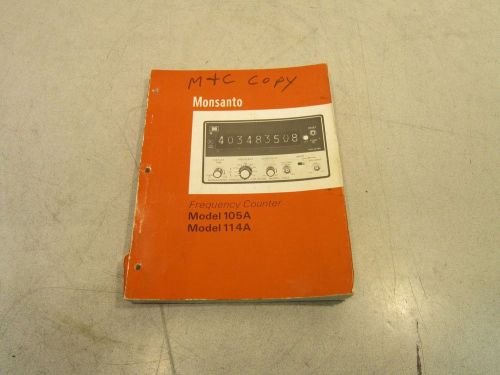 M+C Copy
Monsanto
403483508
Frequency Counter
Model 105A
Model 114A